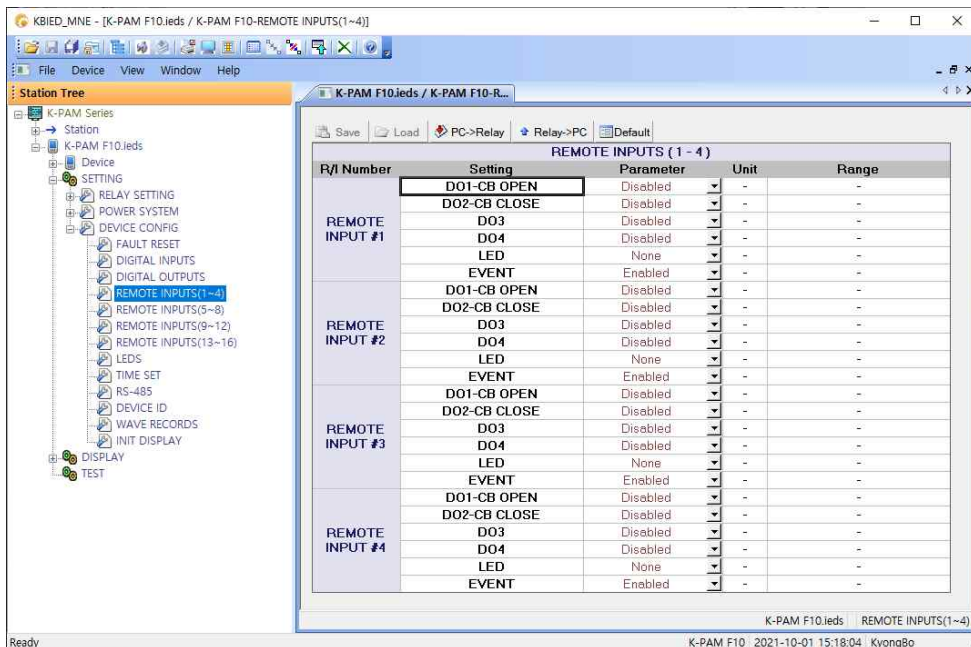 KBIED_MNE - [K-PAM F10.ieds / K-PAM F10-REMOTE INPUTS(1~4)]
File Device View Window Help
Station Tree
K-PAM Series
Station
K-PAM F10.ieds
Device
SETTING
RELAY SETTING
POWER SYSTEM
DEVICE CONFIG
FAULT RESET
DIGITAL INPUTS
DIGITAL OUTPUTS
REMOTE INPUTS(1~4)
REMOTE INPUTS(5~8)
REMOTE INPUTS(9~12)
REMOTE INPUTS(13~16)
LEDS
TIME SET
RS-485
DEVICE ID
WAVE RECORDS
INIT DISPLAY
DISPLAY
TEST
K-PAM F10.ieds / K-PAM F10-R...
Save Load PC->Relay Relay->PC Default
REMOTE INPUTS ( 1 - 4 )
R/I Number Setting Parameter Unit Range
REMOTE INPUT #1
DO1-CB OPEN Disabled - -
DO2-CB CLOSE Disabled - -
DO3 Disabled - -
DO4 Disabled - -
LED None - -
EVENT Enabled - -
REMOTE INPUT #2
DO1-CB OPEN Disabled - -
DO2-CB CLOSE Disabled - -
DO3 Disabled - -
DO4 Disabled - -
LED None - -
EVENT Enabled - -
REMOTE INPUT #3
DO1-CB OPEN Disabled - -
DO2-CB CLOSE Disabled - -
DO3 Disabled - -
DO4 Disabled - -
LED None - -
EVENT Enabled - -
REMOTE INPUT #4
DO1-CB OPEN Disabled - -
DO2-CB CLOSE Disabled - -
DO3 Disabled - -
DO4 Disabled - -
LED None - -
EVENT Enabled - -
K-PAM F10.ieds REMOTE INPUTS(1~4)
Ready K-PAM F10 2021-10-01 15:18:04 KyongBo